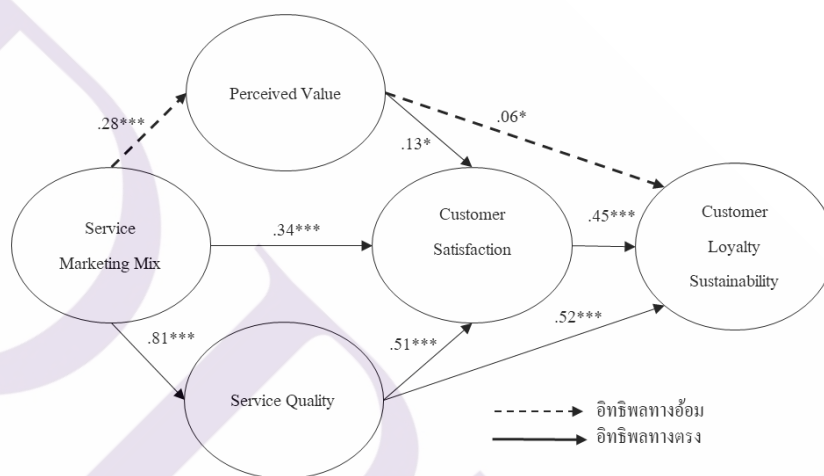 Perceived Value
.28***
.06*
.13*
Service
Marketing Mix
.34***
Customer
Satisfaction
.45***
Customer
Loyalty
Sustainability
.81***
.51***
.52***
Service Quality
อิทธิพลทางอ้อม
อิทธิพลทางตรง